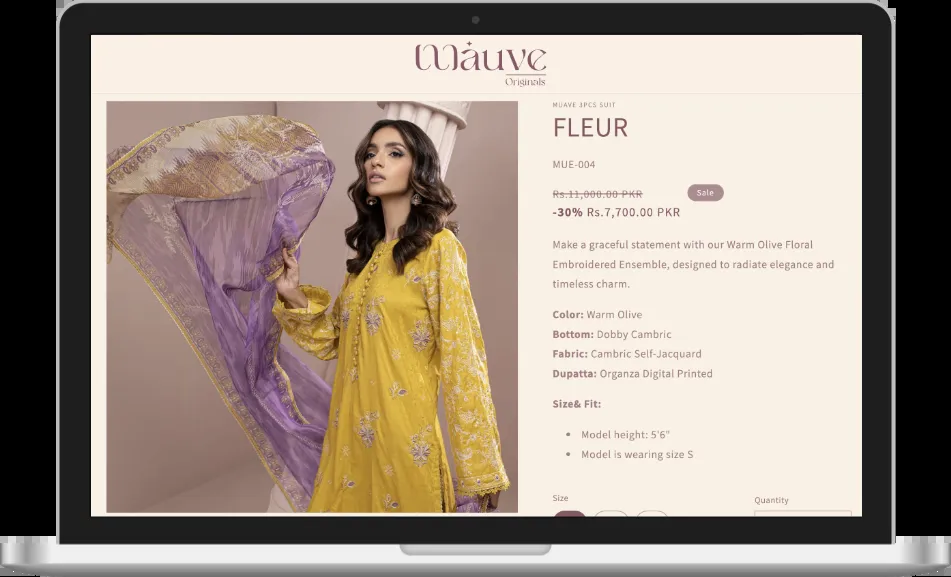 Mauve
Originals
MUAVE 3PCS SUIT
FLEUR
MUE-004
Rs.11,000.00 PKR
Sale
-30% Rs.7,700.00 PKR
Make a graceful statement with our Warm Olive Floral
Embroidered Ensemble, designed to radiate elegance and
timeless charm.
Color: Warm Olive
Bottom: Dobby Cambric
Fabric: Cambric Self-Jacquard
Dupatta: Organza Digital Printed
Size& Fit:
• Model height: 5'6"
• Model is wearing size S
Size
Quantity